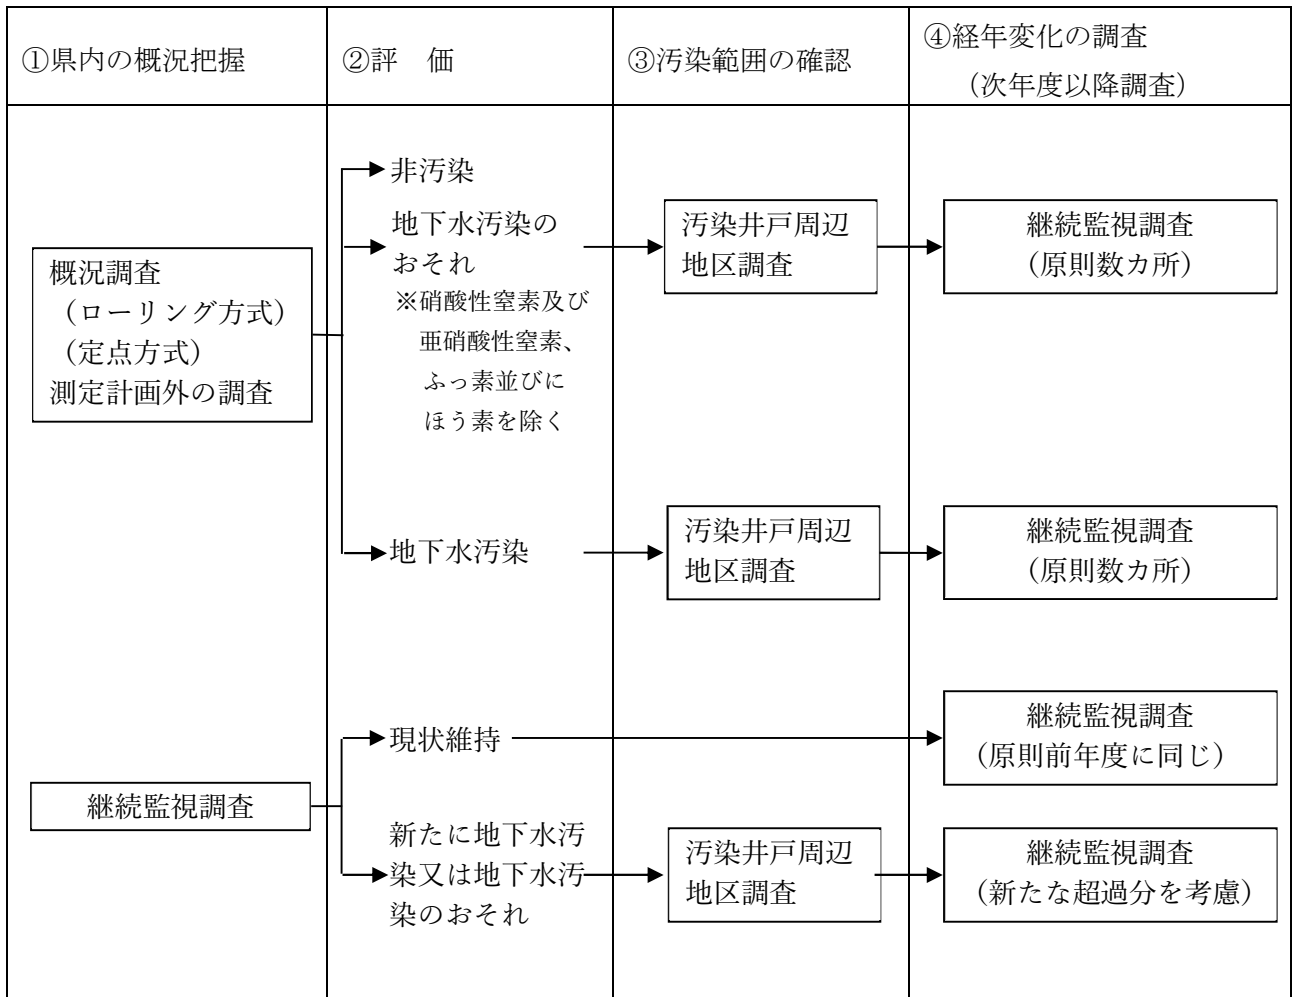 ①県内の概況把握
②評　価
③汚染範囲の確認
④経年変化の調査
（次年度以降調査）
概況調査
（ローリング方式）
（定点方式）
測定計画外の調査
非汚染
地下水汚染の
おそれ
※硝酸性窒素及び
亜硝酸性窒素、
ふっ素並びに
ほう素を除く
汚染井戸周辺
地区調査
継続監視調査
（原則数カ所）
地下水汚染
汚染井戸周辺
地区調査
継続監視調査
（原則数カ所）
継続監視調査
現状維持
継続監視調査
（原則前年度に同じ）
新たに地下水汚
染又は地下水汚
染のおそれ
汚染井戸周辺
地区調査
継続監視調査
（新たな超過分を考慮）